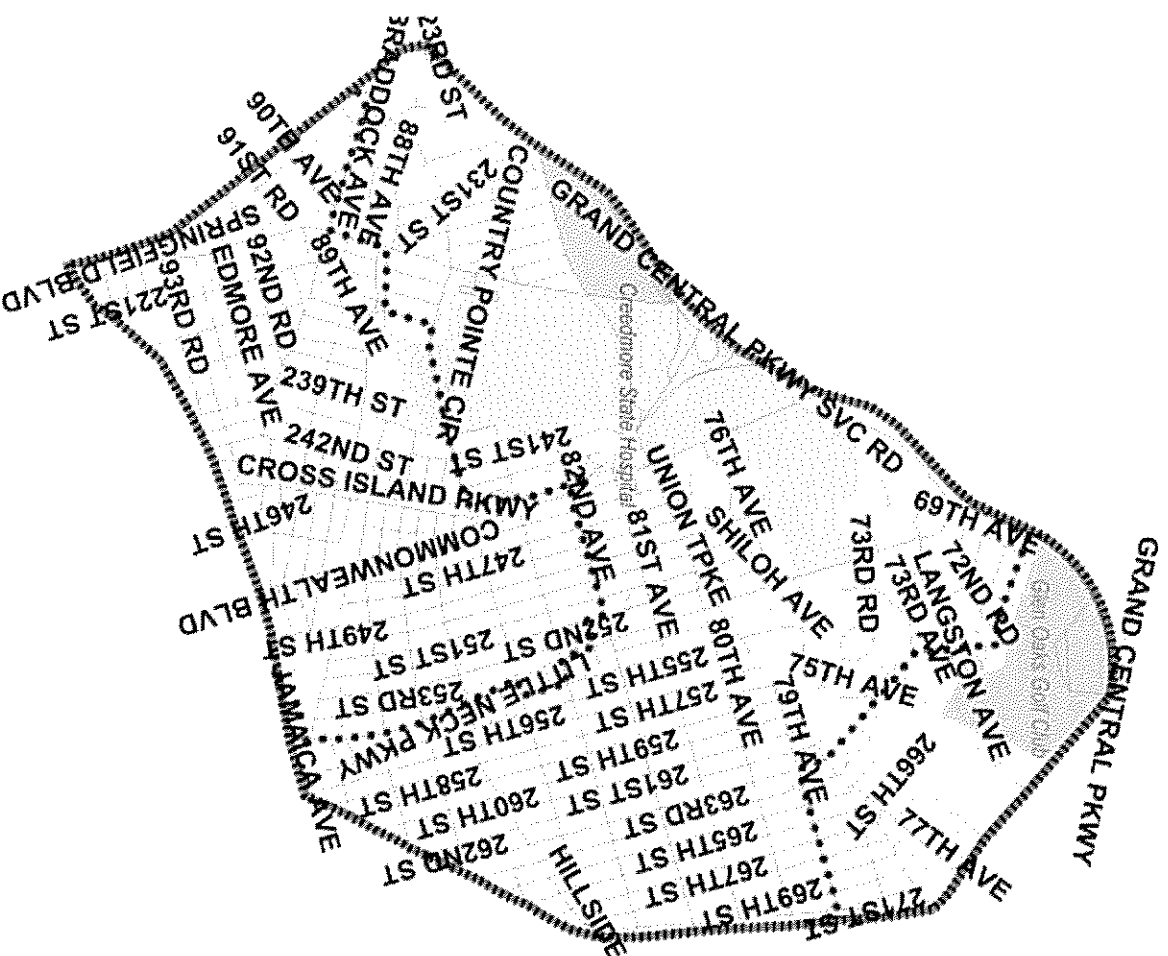 BRADDOCK AVE
23RD ST
90TH AVE
91ST RD
88TH AVE
231ST ST
COUNTRY POINTE CIR
GRAND CENTRAL PKWY SVC RD
SPRINGFIELD BLVD
221ST ST
93RD RD
EDMORE AVE
92ND RD
89TH AVE
Creedmore State Hospital
239TH ST
242ND ST
CROSS ISLAND PKWY
241ST ST
82ND AVE
81ST AVE
UNION TPKE
76TH AVE
SHILOH AVE
69TH AVE
73RD RD
73RD AVE
LANGSTON AVE
72ND RD
246TH ST
COMMONWEALTH BLVD
247TH ST
249TH ST
251ST ST
252ND ST
253RD ST
LITTLE NECK PKWY
255TH ST
256TH ST
257TH ST
80TH AVE
79TH AVE
75TH AVE
JAMAICA AVE
258TH ST
259TH ST
260TH ST
261ST ST
262ND ST
263RD ST
265TH ST
266TH ST
267TH ST
269TH ST
271ST ST
77TH AVE
HILLSIDE
GRAND CENTRAL PKWY
Glen Oaks Golf Club